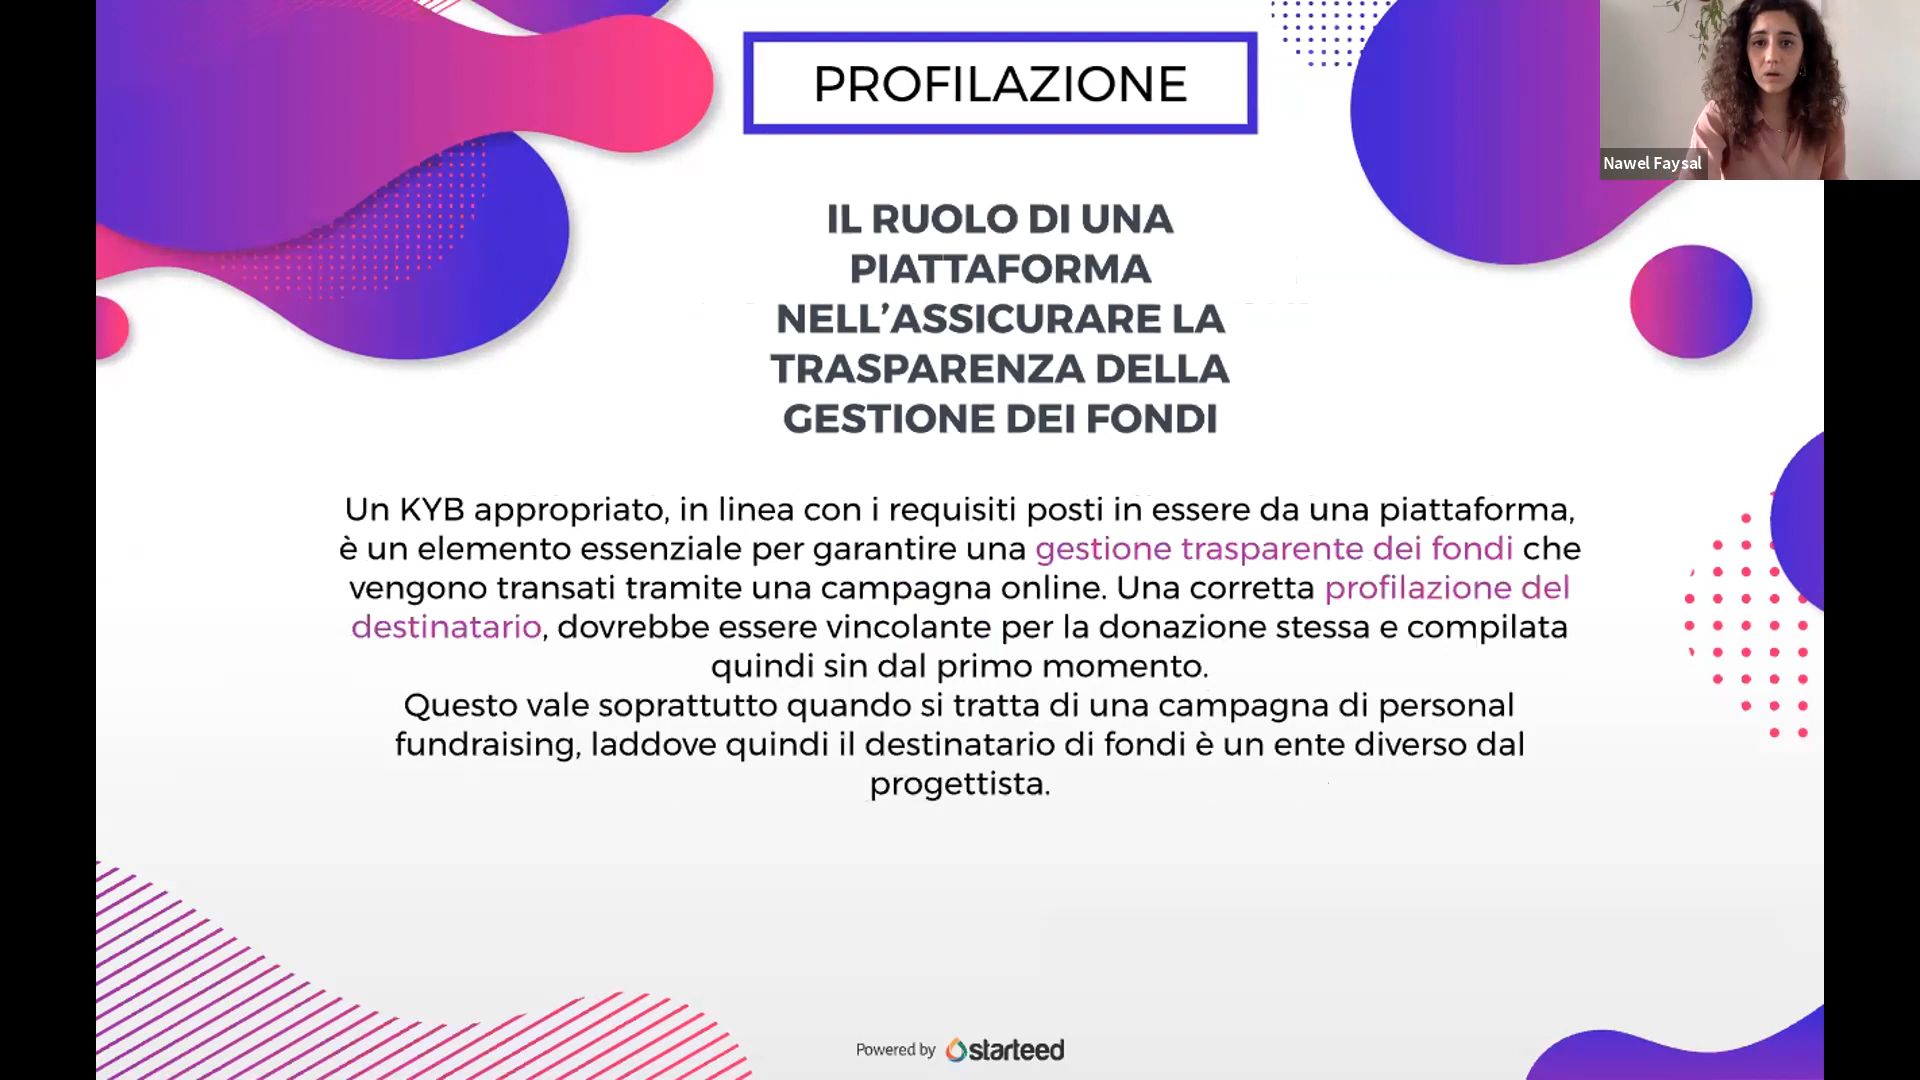 PROFILAZIONE
Nawel Faysal
IL RUOLO DI UNA
PIATTAFORMA
NELL’ASSICURARE LA
TRASPARENZA DELLA
GESTIONE DEI FONDI
Un KYB appropriato, in linea con i requisiti posti in essere da una piattaforma,
è un elemento essenziale per garantire una gestione trasparente dei fondi che
vengono transati tramite una campagna online. Una corretta profilazione del
destinatario, dovrebbe essere vincolante per la donazione stessa e compilata
quindi sin dal primo momento.
Questo vale soprattutto quando si tratta di una campagna di personal
fundraising, laddove quindi il destinatario di fondi è un ente diverso dal
progettista.
Powered by starteed